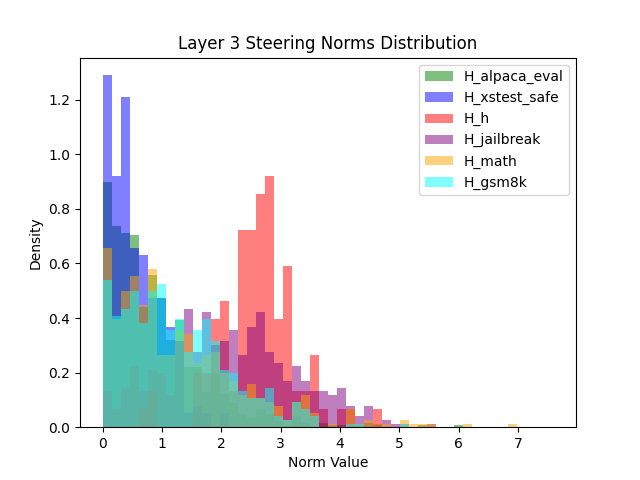 Layer 3 Steering Norms Distribution
H_alpaca_eval
H_xstest_safe
H_h
H_jailbreak
H_math
H_gsm8k
Density
1.2
1.0
0.8
0.6
0.4
0.2
0.0
0 1 2 3 4 5 6 7
Norm Value